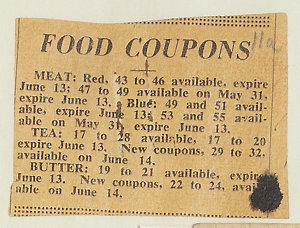 FOOD COUPONS
11a
MEAT: Red, 43 to 46 available, expire
June 13; 47 to 49 available on May 31,
expire June 13. Blue: 49 and 51 avail-
able, expire June 13; 53 and 55 avail-
able on May 31, expire June 13.
TEA: 17 to 28 available, 17 to 20
expire June 13. New coupons, 29 to 32,
available on June 14.
BUTTER: 19 to 21 available, expire
June 13. New coupons, 22 to 24, avail-
able on June 14.